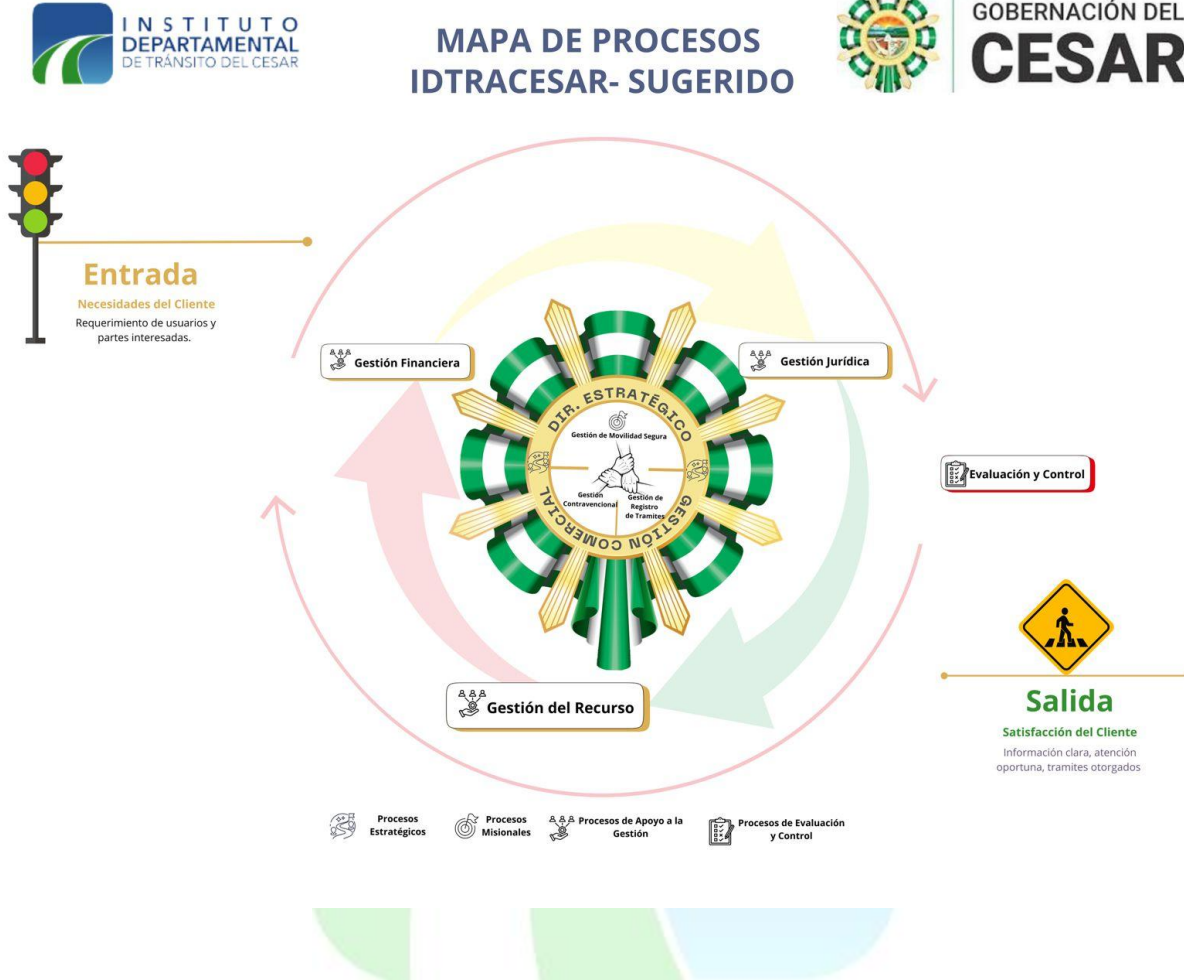 INSTITUTO
DEPARTAMENTAL
DE TRÁNSITO DEL CESAR
MAPA DE PROCESOS
IDTRACESAR- SUGERIDO
GOBERNACIÓN DEL
CESAR
Entrada
Necesidades del Cliente
Requerimiento de usuarios y
partes interesadas.
Gestión Financiera
Gestión Jurídica
DIR. ESTRATÉGICO
Gestión de Movilidad Segura
Gestión
Contravencional
Gestión de
Registro
de Tramites
GESTIÓN COMERCIAL
Evaluación y Control
Gestión del Recurso
Salida
Satisfacción del Cliente
Información clara, atención
oportuna, tramites otorgados
Procesos
Estratégicos
Procesos
Misionales
Procesos de Apoyo a la
Gestión
Procesos de Evaluación
y Control